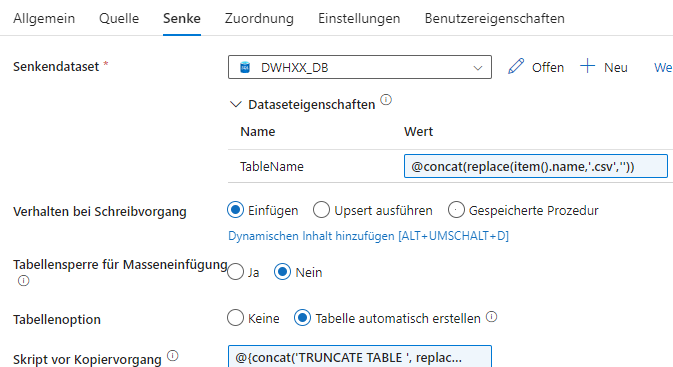 Allgemein Quelle Senke Zuordnung Einstellungen Benutzereigenschaften
Senkendataset * DWHXX_DB Öffnen Neu We
Dataseteigenschaften
Name Wert
TableName @concat(replace(item().name,'.csv',''))
Verhalten bei Schreibvorgang Einfügen Upsert ausführen Gespeicherte Prozedur
Dynamischen Inhalt hinzufügen [ALT+UMSCHALT+D]
Tabellensperre für Masseneinfügung Ja Nein
Tabellenoption Keine Tabelle automatisch erstellen
Skript vor Kopiervorgang @{concat('TRUNCATE TABLE ', replac...